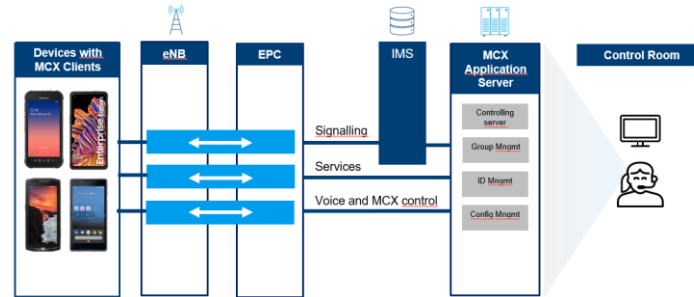 Devices with
MCX Clients
eNB
EPC
IMS
MCX
Application
Server
Control Room
Enterprise
Signalling
Services
Voice and MCX control
Controlling
server
Group Mngmt
ID Mngmt
Config Mngmt